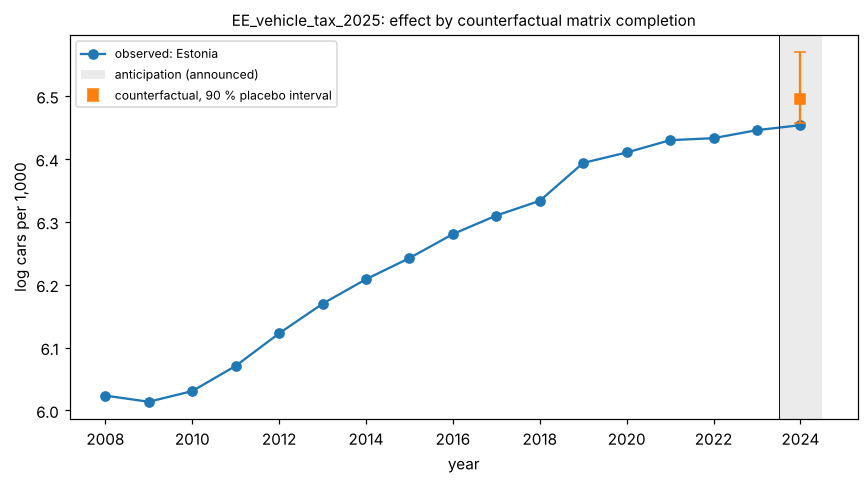 EE_vehicle_tax_2025: effect by counterfactual matrix completion
observed: Estonia
anticipation (announced)
counterfactual, 90 % placebo interval
log cars per 1,000
6.5
6.4
6.3
6.2
6.1
6.0
2008 2010 2012 2014 2016 2018 2020 2022 2024
year